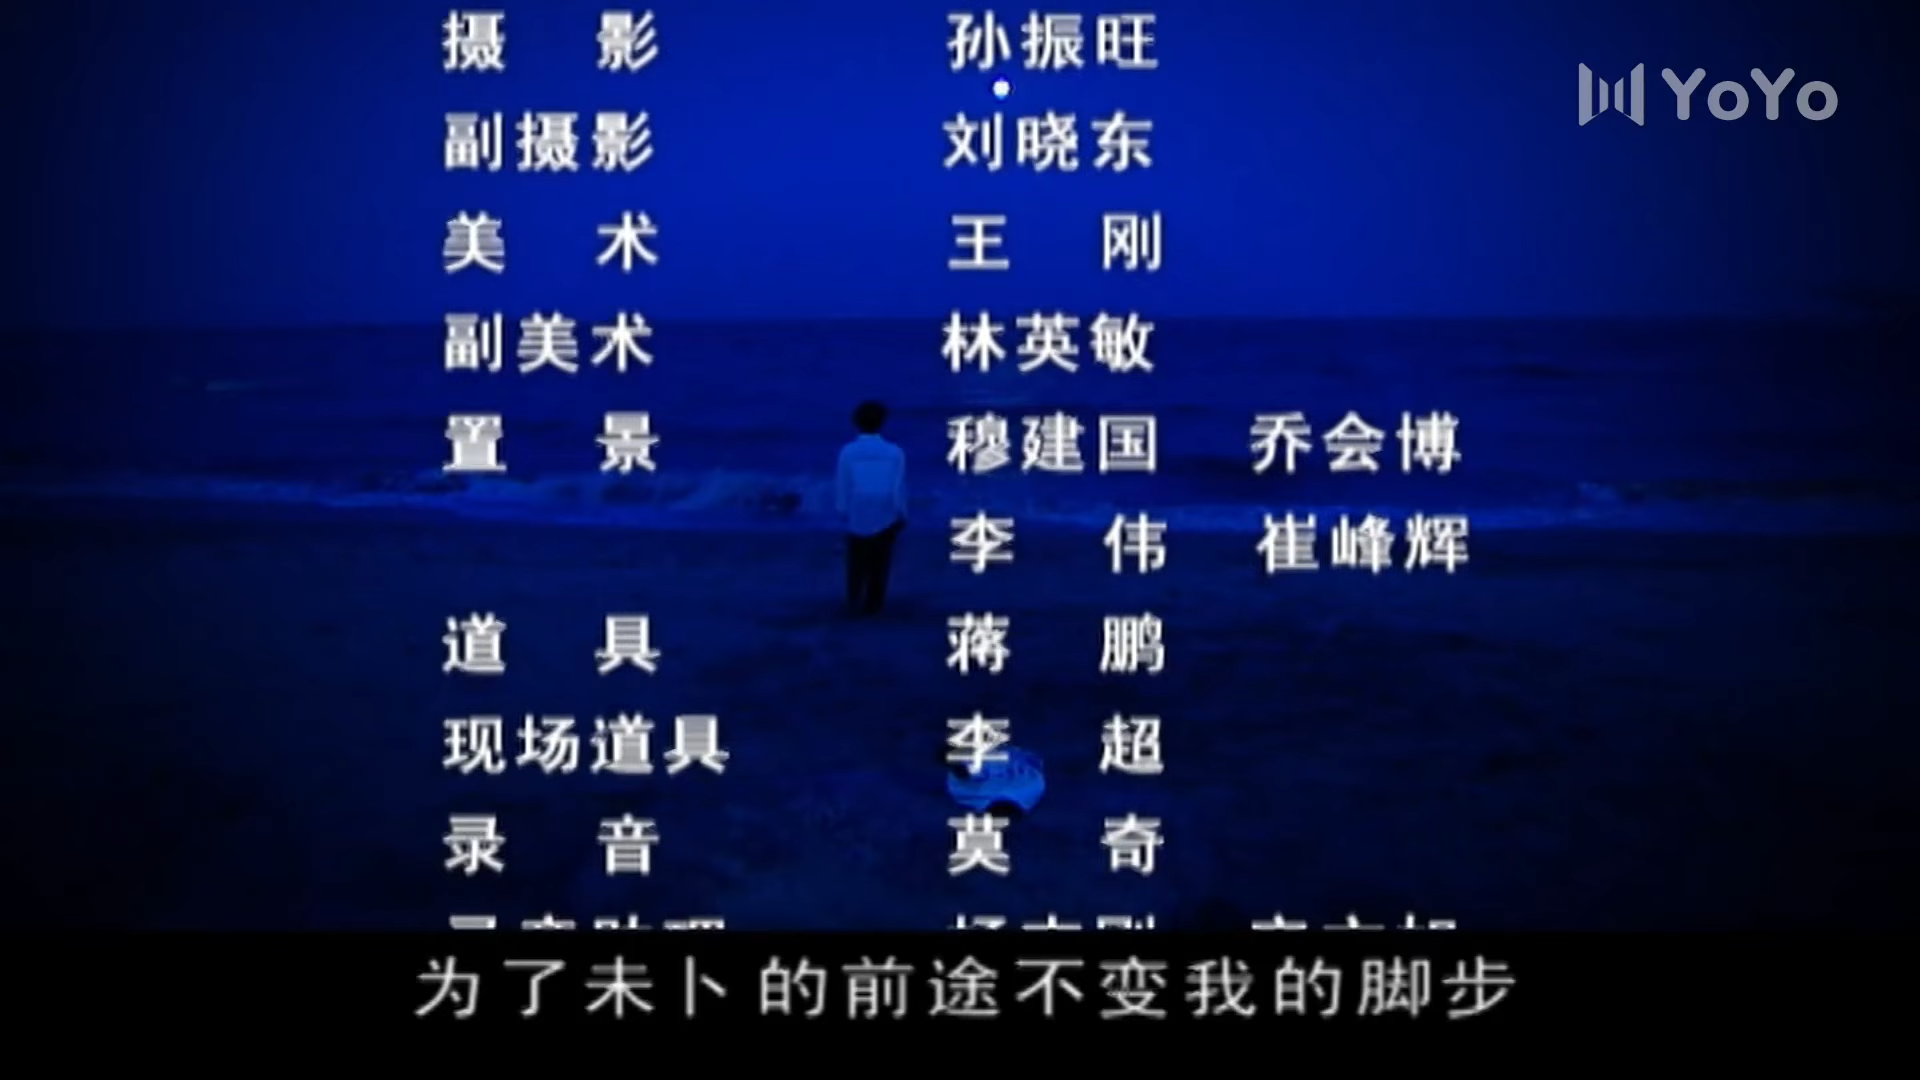 摄 影 孙振旺
YoYo
副摄影 刘晓东
美 术 王 刚
副美术 林英敏
置 景 穆建国 乔会博
李 伟 崔峰辉
道 具 蒋 鹏
现场道具 李 超
录 音 莫 奇
为了未卜的前途不变我的脚步